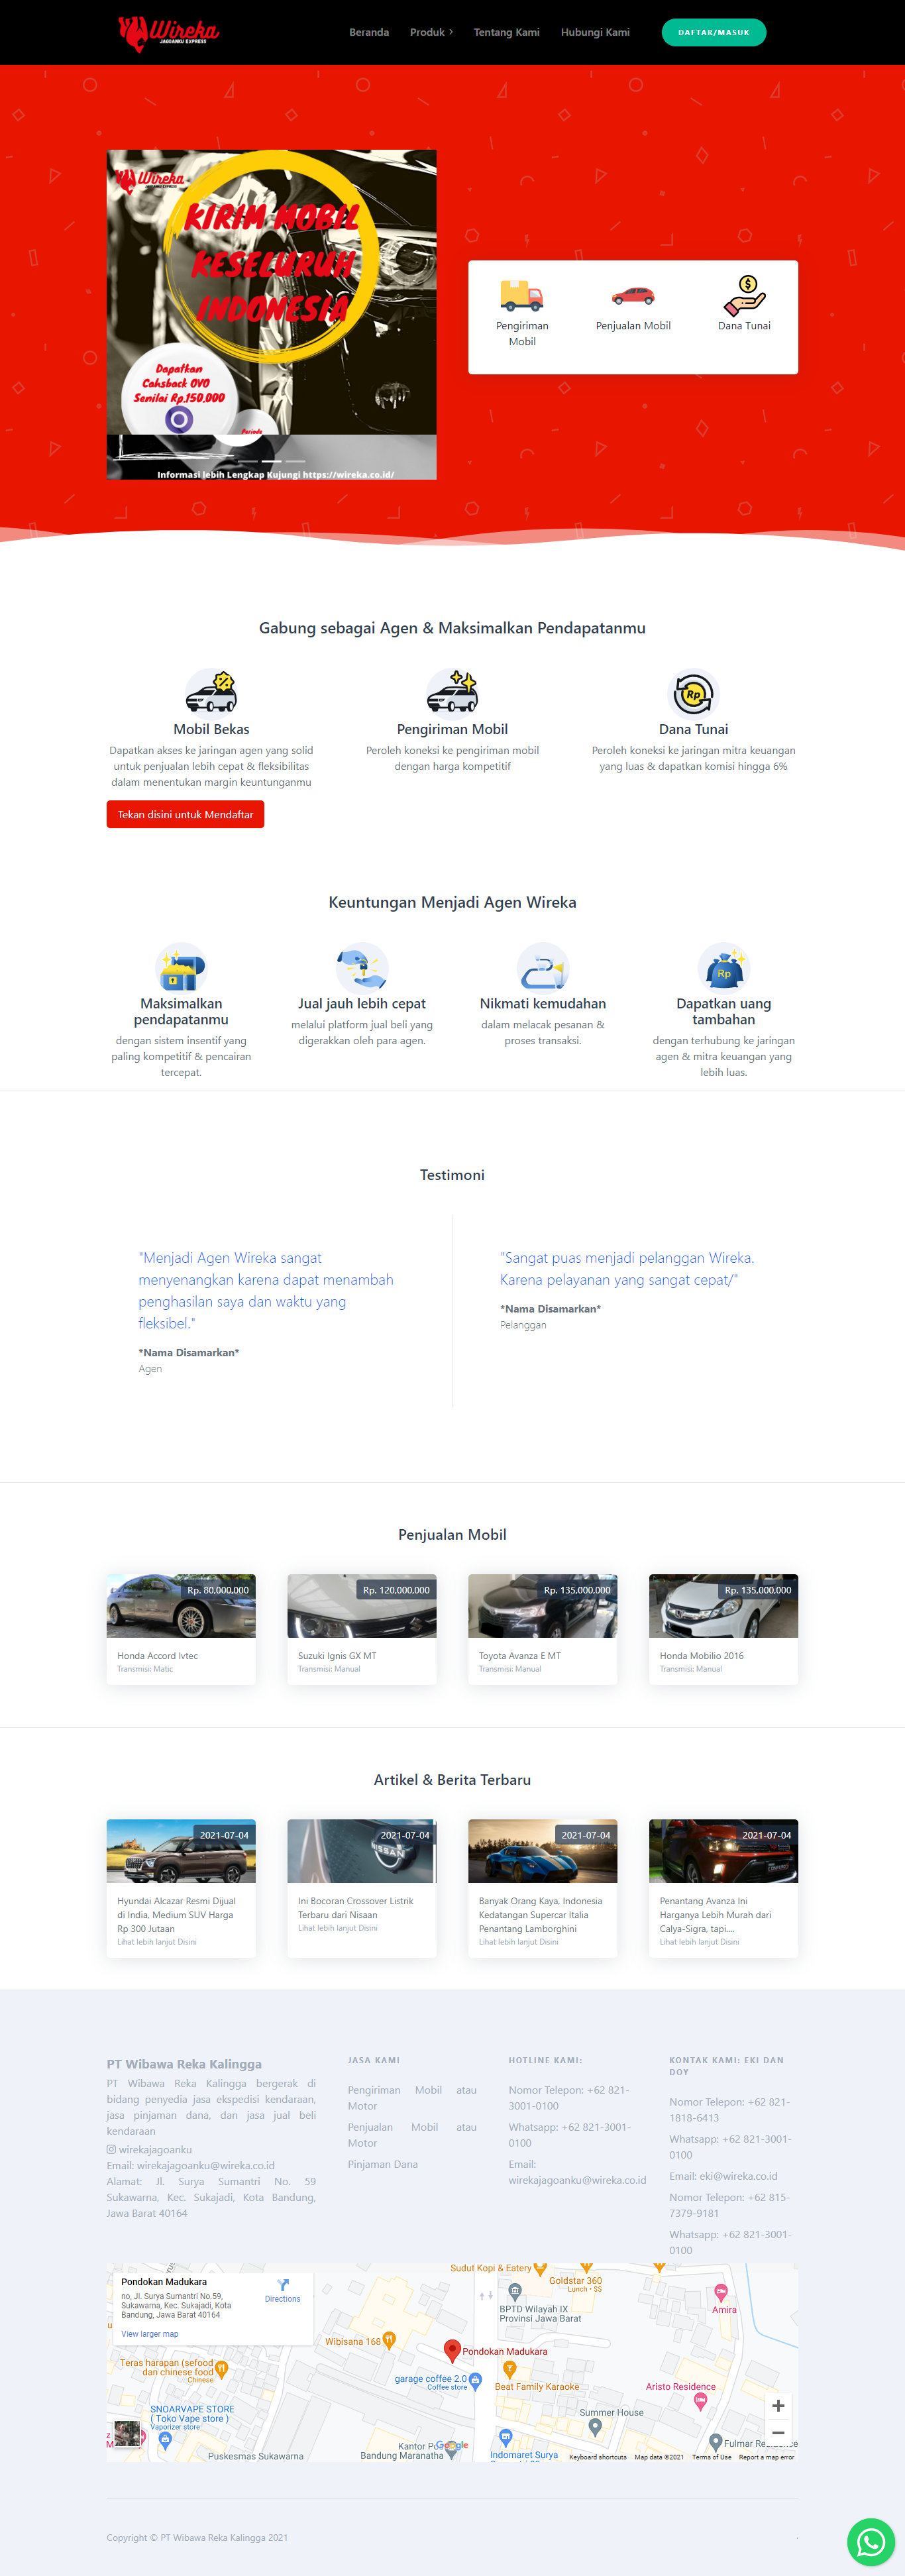 Wireka
JAGOANKU EXPRESS
Beranda
Produk
Tentang Kami
Hubungi Kami
DAFTAR/MASUK
Wireka
JAGOANKU EXPRESS
KIRIM MOBIL
KESELURUH
INDONESIA
Dapatkan
Cahsback OVO
Senilai Rp.150.000
Periode
Informasi lebih Lengkap Kujungi https://wireka.co.id/
Pengiriman
Mobil
Penjualan Mobil
Dana Tunai
Gabung sebagai Agen & Maksimalkan Pendapatanmu
Mobil Bekas
Dapatkan akses ke jaringan agen yang solid
untuk penjualan lebih cepat & fleksibilitas
dalam menentukan margin keuntunganmu
Pengiriman Mobil
Peroleh koneksi ke pengiriman mobil
dengan harga kompetitif
Rp
Dana Tunai
Peroleh koneksi ke jaringan mitra keuangan
yang luas & dapatkan komisi hingga 6%
Tekan disini untuk Mendaftar
Keuntungan Menjadi Agen Wireka
Maksimalkan
pendapatanmu
dengan sistem insentif yang
paling kompetitif & pencairan
tercepat.
Jual jauh lebih cepat
melalui platform jual beli yang
digerakkan oleh para agen.
Nikmati kemudahan
dalam melacak pesanan &
proses transaksi.
Rp
Dapatkan uang
tambahan
dengan terhubung ke jaringan
agen & mitra keuangan yang
lebih luas.
Testimoni
"Menjadi Agen Wireka sangat
menyenangkan karena dapat menambah
penghasilan saya dan waktu yang
fleksibel."
*Nama Disamarkan*
Agen
"Sangat puas menjadi pelanggan Wireka.
Karena pelayanan yang sangat cepat/"
*Nama Disamarkan*
Pelanggan
Penjualan Mobil
Rp. 80,000,000
Honda Accord Ivtec
Transmisi: Matic
Rp. 120,000,000
Suzuki Ignis GX MT
Transmisi: Manual
Rp. 135,000,000
Toyota Avanza E MT
Transmisi: Manual
Rp. 135,000,000
Honda Mobilio 2016
Transmisi: Manual
Artikel & Berita Terbaru
2021-07-04
Hyundai Alcazar Resmi Dijual
di India, Medium SUV Harga
Rp 300 Jutaan
Lihat lebih lanjut Disini
2021-07-04
NISSAN
Ini Bocoran Crossover Listrik
Terbaru dari Nisaan
Lihat lebih lanjut Disini
2021-07-04
Banyak Orang Kaya, Indonesia
Kedatangan Supercar Italia
Penantang Lamborghini
Lihat lebih lanjut Disini
2021-07-04
Penantang Avanza Ini
Harganya Lebih Murah dari
Calya-Sigra, tapi....
Lihat lebih lanjut Disini
PT Wibawa Reka Kalingga
PT Wibawa Reka Kalingga bergerak di
bidang penyedia jasa ekspedisi kendaraan,
jasa pinjaman dana, dan jasa jual beli
kendaraan
wirekajagoanku
Email: wirekajagoanku@wireka.co.id
Alamat: Jl. Surya Sumantri No. 59
Sukawarna, Kec. Sukajadi, Kota Bandung,
Jawa Barat 40164
JASA KAMI
Pengiriman Mobil atau
Motor
Penjualan Mobil atau
Motor
Pinjaman Dana
HOTLINE KAMI:
Nomor Telepon: +62 821-
3001-0100
Whatsapp: +62 821-3001-
0100
Email:
wirekajagoanku@wireka.co.id
KONTAK KAMI: EKI DAN
DOY
Nomor Telepon: +62 821-
1818-6413
Whatsapp: +62 821-3001-
0100
Email: eki@wireka.co.id
Nomor Telepon: +62 815-
7379-9181
Whatsapp: +62 821-3001-
0100
Pondokan Madukara
no, Jl. Surya Sumantri No.59,
Sukawarna, Kec. Sukajadi, Kota
Bandung, Jawa Barat 40164
Directions
View larger map
Sudut Kopi & Eatery
Goldstar 360
Lunch • $$
BPTD Wilayah IX
Provinsi Jawa Barat
Amira
Wibisana 168
Pondokan Madukara
Teras harapan (sefood
dan chinese food
Chinese
garage coffee 2.0
Coffee store
Beat Family Karaoke
Aristo Residence
SNOARVAPE STORE
( Toko Vape store )
Vaporizer store
Summer House
Puskesmas Sukawarna
Kantor Po
Bandung Maranatha
Google
Indomaret Surya
Fulmar Residence
Keyboard shortcuts
Map data ©2021
Terms of Use
Report a map error
Copyright © PT Wibawa Reka Kalingga 2021